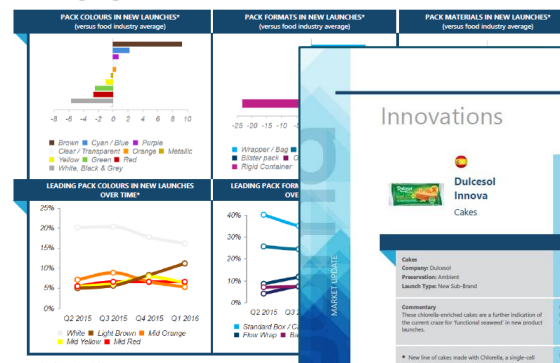 PACK COLOURS IN NEW LAUNCHES*
(versus food industry average)
-8 -6 -4 -2 0 2 4 6 8 10
Brown Cyan / Blue Purple
Clear / Transparent Orange Metallic
Yellow Green Red
White, Black & Grey
PACK FORMATS IN NEW LAUNCHES*
(versus food industry average)
-25 -20 -15 -10
Wrapper / Bag
Blister pack
Rigid Container
PACK MATERIALS IN NEW LAUNCHES*
(versus food industry average)
LEADING PACK COLOURS IN NEW LAUNCHES
OVER TIME*
25%
20%
15%
10%
5%
0%
Q2 2015 Q3 2015 Q4 2015 Q1 2016
White Light Brown Mid Orange
Mid Yellow Mid Red
LEADING PACK
OVER
40%
30%
20%
10%
0%
Q2 2015
Standard Box
Flow Wrap
MARKET UPDATE
Innovations
Dulcesol
Innova
Cakes
Cakes
Company: Dulcesol
Preservation: Ambient
Launch Type: New Sub-Brand
Commentary
These chlorella-enriched cakes are a further indication of
the current craze for 'functional seaweed' in new product
launches.
• New line of cakes made with Chlorella, a single-cell